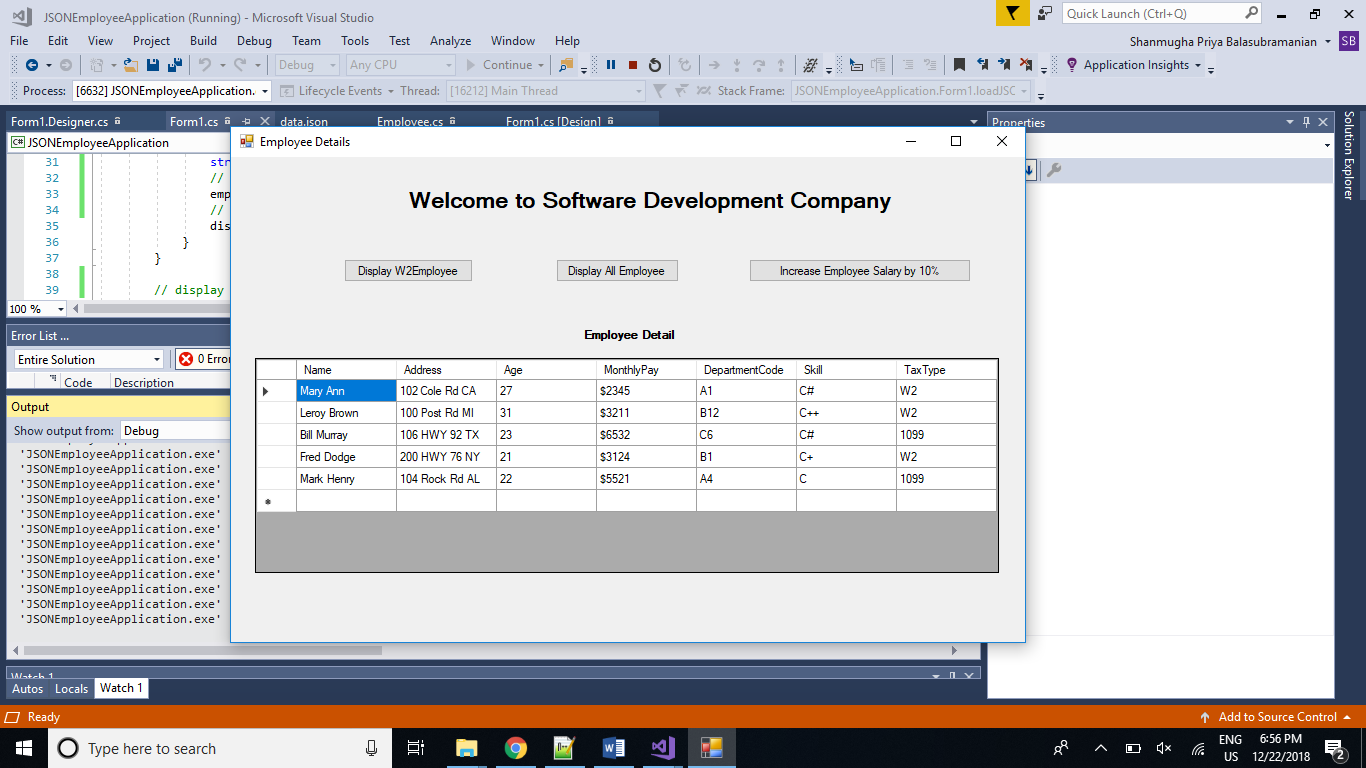 JSONEmployeeApplication (Running) - Microsoft Visual Studio
Quick Launch (Ctrl+Q)
File Edit View Project Build Debug Team Tools Test Analyze Window Help
Shanmugha Priya Balasubramanian SB
Debug Any CPU Continue Application Insights
Process: [6632] JSONEmployeeApplication. Lifecycle Events Thread: [16212] Main Thread Stack Frame: JSONEmployeeApplication.Form1.loadJSC
Form1.Designer.cs Form1.cs data.json Employee.cs Form1.cs [Design]
Properties
Solution Explorer
C# JSONEmployeeApplication
31 str
32 //
33 emp
34 //
35 dis
36 }
37 }
38
39 // display
100 %
Error List ...
Entire Solution 0 Error
Code Description
Output
Show output from: Debug
'JSONEmployeeApplication.exe'
'JSONEmployeeApplication.exe'
'JSONEmployeeApplication.exe'
'JSONEmployeeApplication.exe'
'JSONEmployeeApplication.exe'
'JSONEmployeeApplication.exe'
'JSONEmployeeApplication.exe'
'JSONEmployeeApplication.exe'
'JSONEmployeeApplication.exe'
'JSONEmployeeApplication.exe'
'JSONEmployeeApplication.exe'
'JSONEmployeeApplication.exe'
Employee Details
Welcome to Software Development Company
Display W2Employee Display All Employee Increase Employee Salary by 10%
Employee Detail
Name Address Age MonthlyPay DepartmentCode Skill TaxType
Mary Ann 102 Cole Rd CA 27 $2345 A1 C# W2
Leroy Brown 100 Post Rd MI 31 $3211 B12 C++ W2
Bill Murray 106 HWY 92 TX 23 $6532 C6 C# 1099
Fred Dodge 200 HWY 76 NY 21 $3124 B1 C+ W2
Mark Henry 104 Rock Rd AL 22 $5521 A4 C 1099
Watch 1
Autos Locals Watch 1
Ready
Add to Source Control
Type here to search
ENG
US
6:56 PM
12/22/2018
2